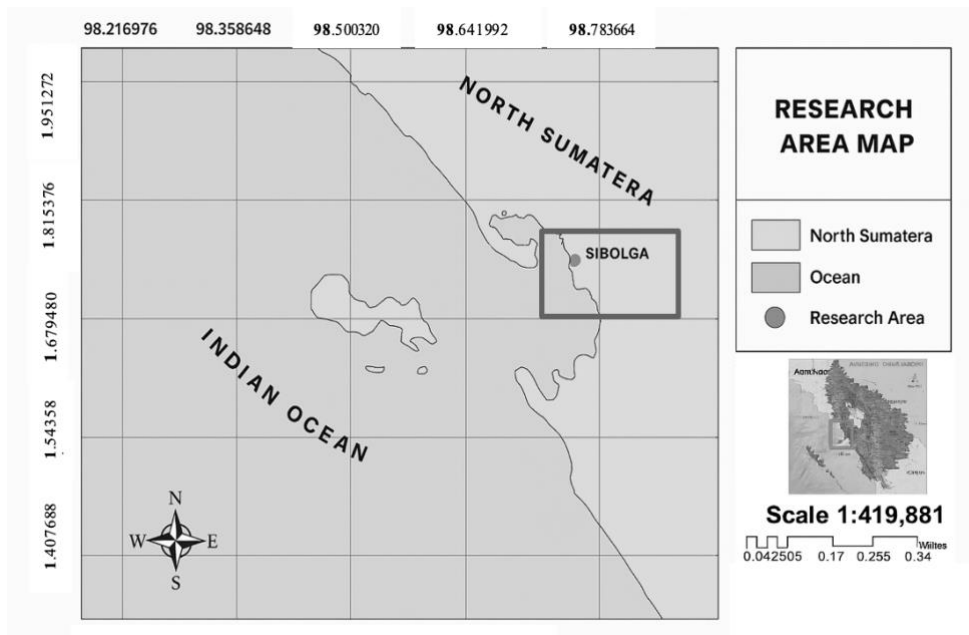 98.216976 98.358648 98.500320 98.641992 98.783664
1.951272
1.815376
1.679480
1.54358
1.407688
NORTH SUMATERA
SIBOLGA
INDIAN OCEAN
N
W E
S
RESEARCH
AREA MAP
North Sumatera
Ocean
Research Area
Scale 1:419,881
Wiltes
0.042505 0.17 0.255 0.34